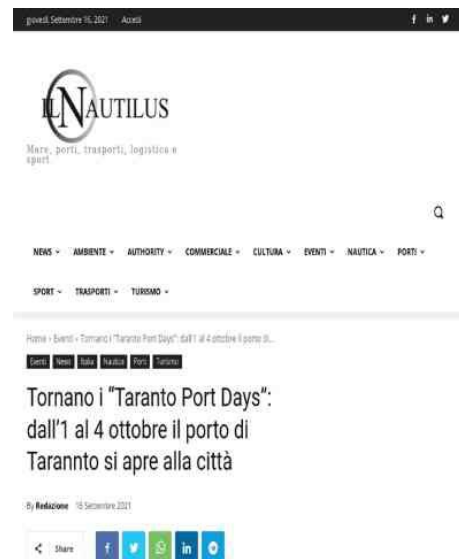 giovedì, Settembre 16, 2021 Accedi
IL NAUTILUS
Mare, porti, trasporti, logistica e
sport
NEWS AMBIENTE AUTHORITY COMMERCIALE CULTURA EVENTI NAUTICA PORTI
SPORT TRASPORTI TURISMO
Home › Eventi › Tornano i "Taranto Port Days": dall'1 al 4 ottobre il porto di...
Eventi News Italia Nautica Porti Turismo
Tornano i “Taranto Port Days”:
dall’1 al 4 ottobre il porto di
Tarannto si apre alla città
By Redazione 16 Settembre 2021
Share